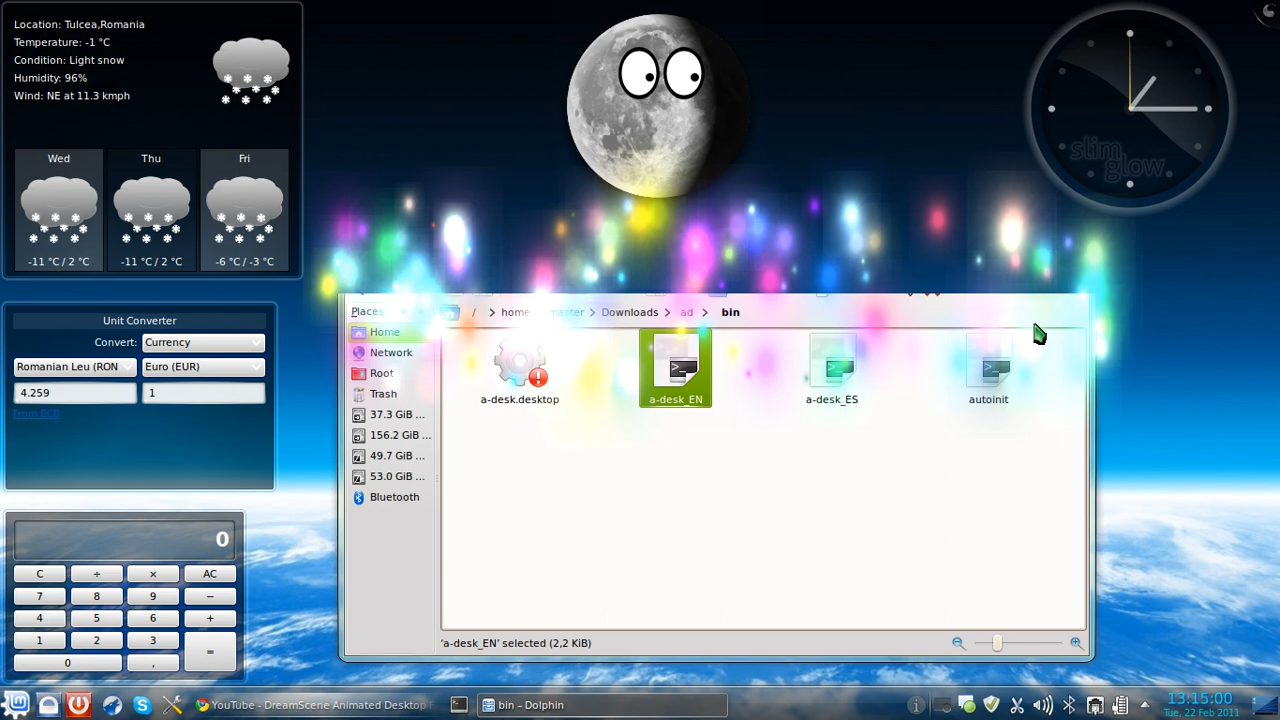 Location: Tulcea,Romania
Temperature: -1 °C
Condition: Light snow
Humidity: 96%
Wind: NE at 11.3 kmph
Wed
Thu
Fri
-11 °C / 2 °C
-11 °C / 2 °C
-6 °C / -3 °C
slim
glow
Unit Converter
Convert:
Currency
Romanian Leu (RON
Euro (EUR)
4.259
1
From ECB
0
C ÷ × AC
7 8 9 −
4 5 6 +
1 2 3 =
0 ,
Places
/ > home > master > Downloads > ad > bin
Home
Network
Root
Trash
37.3 GiB ...
156.2 GiB ...
49.7 GiB ...
53.0 GiB ...
Bluetooth
a-desk.desktop
a-desk_EN
a-desk_ES
autoinit
'a-desk_EN' selected (2,2 KiB)
YouTube - DreamScene Animated Desktop
bin – Dolphin
13:15:00
Tue, 22 Feb 2011